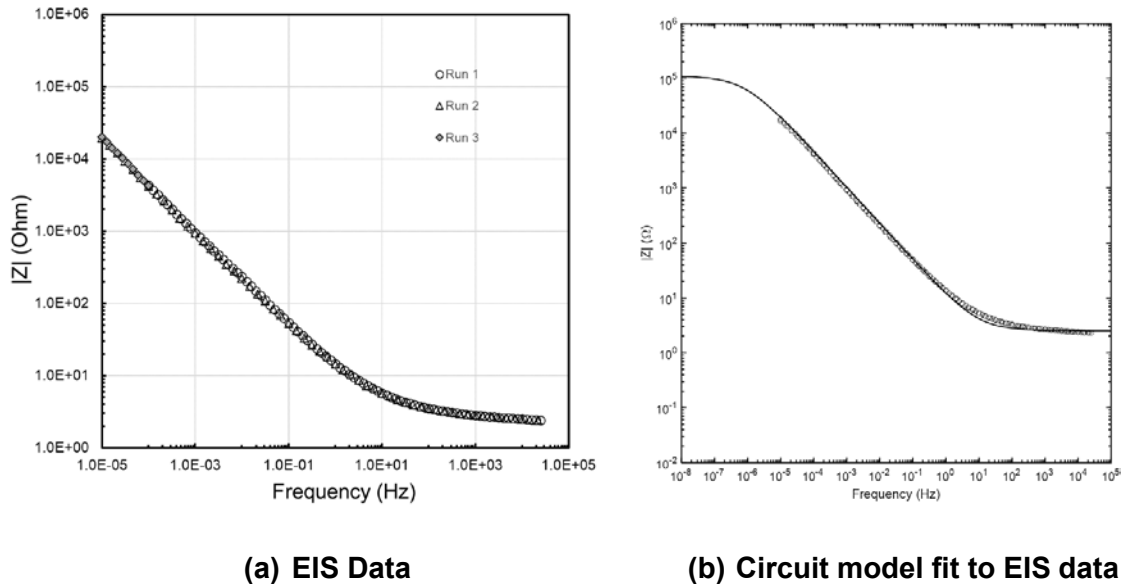 1.0E+06
1.0E+05
1.0E+04
1.0E+03
1.0E+02
1.0E+01
1.0E+00
|Z| (Ohm)
○Run 1
△Run 2
◇Run 3
1.0E-05 1.0E-03 1.0E-01 1.0E+01 1.0E+03 1.0E+05
Frequency (Hz)
(a) EIS Data
10⁶
10⁵
10⁴
10³
10²
10¹
10⁰
10⁻¹
10⁻²
|Z| (Ω)
10⁻⁸ 10⁻⁷ 10⁻⁶ 10⁻⁵ 10⁻⁴ 10⁻³ 10⁻² 10⁻¹ 10⁰ 10¹ 10² 10³ 10⁴ 10⁵
Frequency (Hz)
(b) Circuit model fit to EIS data